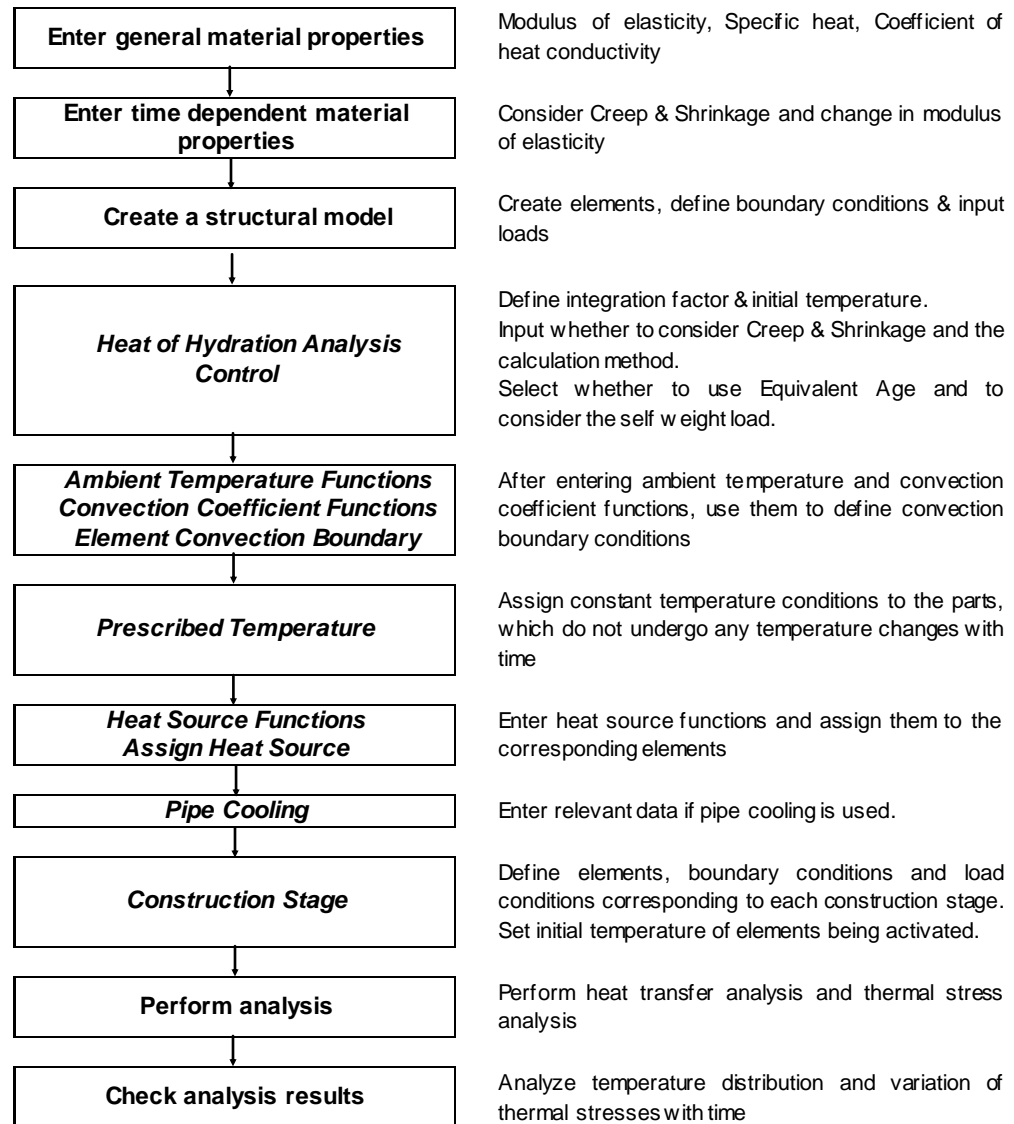 Enter general material properties
Modulus of elasticity, Specific heat, Coefficient of
heat conductivity
Enter time dependent material
properties
Consider Creep & Shrinkage and change in modulus
of elasticity
Create a structural model
Create elements, define boundary conditions & input
loads
Heat of Hydration Analysis
Control
Define integration factor & initial temperature.
Input whether to consider Creep & Shrinkage and the
calculation method.
Select whether to use Equivalent Age and to
consider the self weight load.
Ambient Temperature Functions
Convection Coefficient Functions
Element Convection Boundary
After entering ambient temperature and convection
coefficient functions, use them to define convection
boundary conditions
Prescribed Temperature
Assign constant temperature conditions to the parts,
which do not undergo any temperature changes with
time
Heat Source Functions
Assign Heat Source
Enter heat source functions and assign them to the
corresponding elements
Pipe Cooling
Enter relevant data if pipe cooling is used.
Construction Stage
Define elements, boundary conditions and load
conditions corresponding to each construction stage.
Set initial temperature of elements being activated.
Perform analysis
Perform heat transfer analysis and thermal stress
analysis
Check analysis results
Analyze temperature distribution and variation of
thermal stresses with time